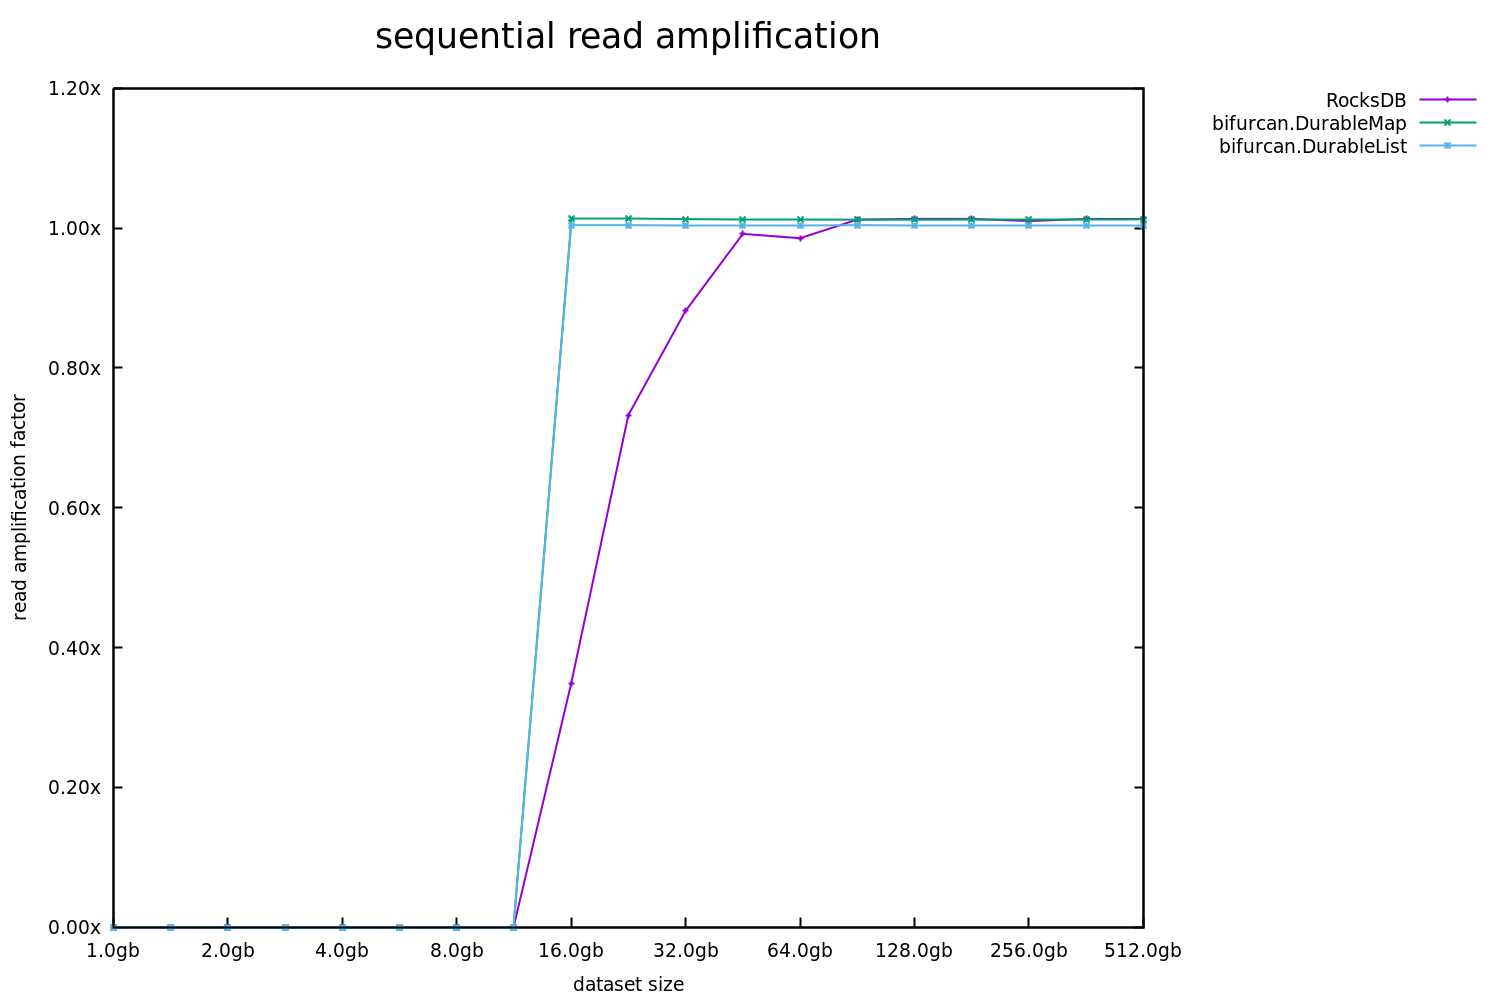 sequential read amplification
1.20x
1.00x
0.80x
0.60x
0.40x
0.20x
0.00x
read amplification factor
1.0gb 2.0gb 4.0gb 8.0gb 16.0gb 32.0gb 64.0gb 128.0gb 256.0gb 512.0gb
dataset size
RocksDB
bifurcan.DurableMap
bifurcan.DurableList